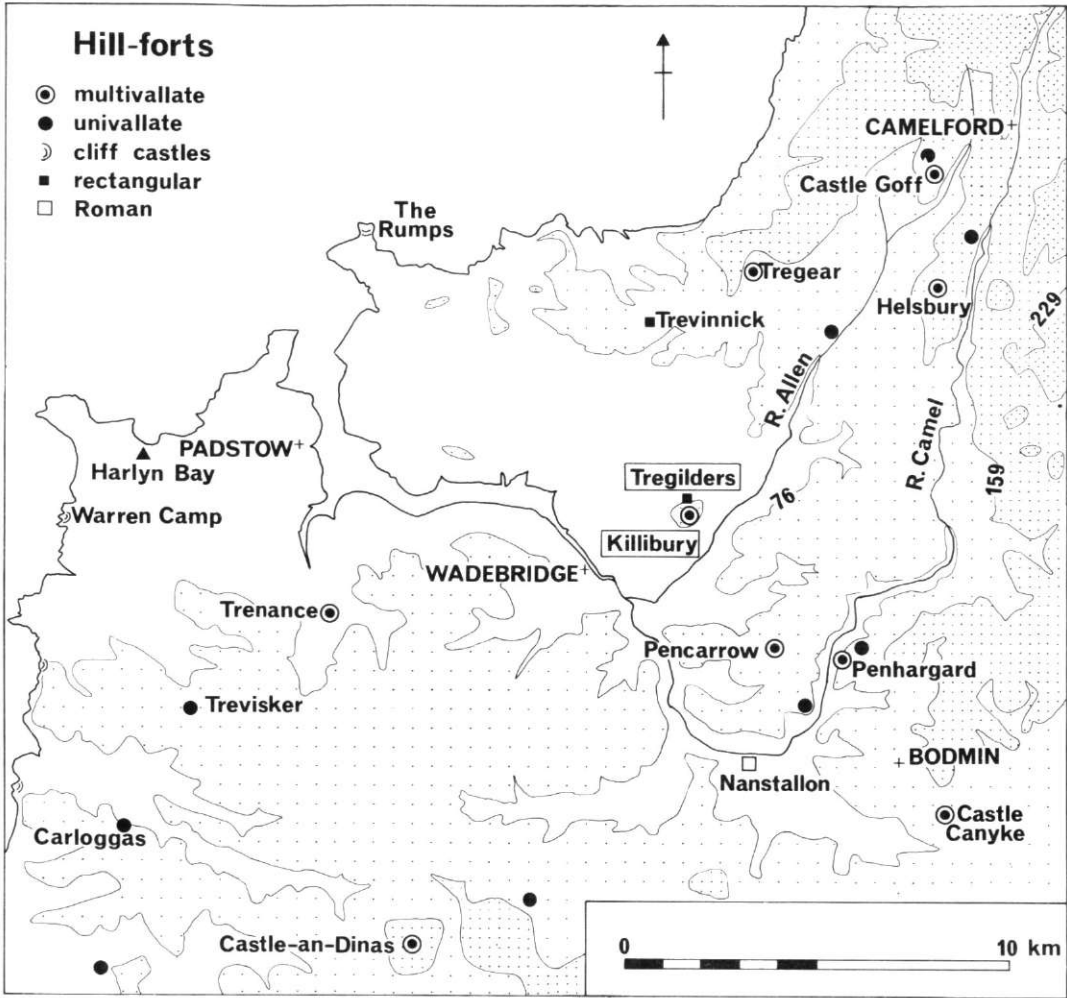 Hill-forts
multivallate
univallate
cliff castles
rectangular
Roman
CAMELFORD
Castle Goff
The
Rumps
Tregear
Helsbury
Trevinnick
229
R. Allen
R. Camel
159
PADSTOW
Harlyn Bay
Tregilders
76
Warren Camp
Killibury
WADEBRIDGE
Trenance
Pencarrow
Penhargard
Trevisker
BODMIN
Nanstallon
Castle
Canyke
Carloggas
Castle-an-Dinas
0 10 km